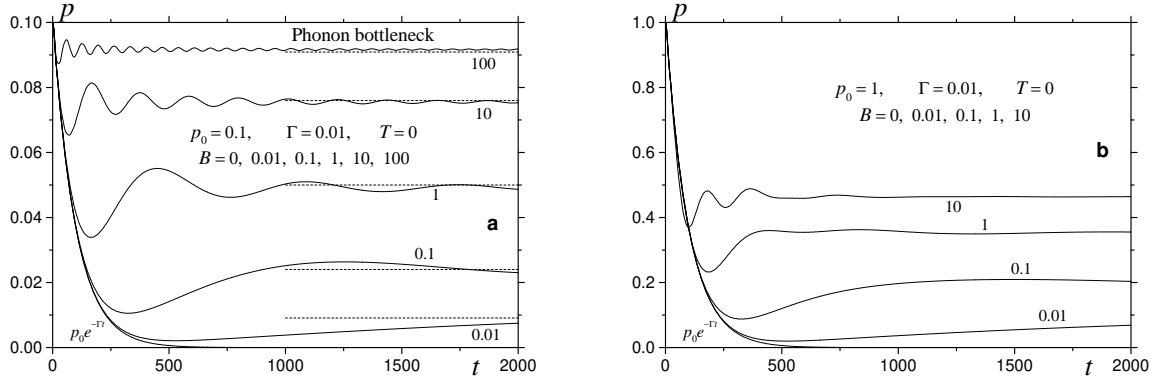 p
0.10
0.08
0.06
0.04
0.02
0.00
0
500
1000
1500
2000
t
Phonon bottleneck
100
10
p₀ = 0.1, Γ = 0.01, T = 0
B = 0, 0.01, 0.1, 1, 10, 100
1
a
0.1
0.01
p₀e^{−Γt}
p
1.0
0.8
0.6
0.4
0.2
0.0
0
500
1000
1500
2000
t
p₀ = 1, Γ = 0.01, T = 0
B = 0, 0.01, 0.1, 1, 10
b
10
1
0.1
0.01
p₀e^{−Γt}